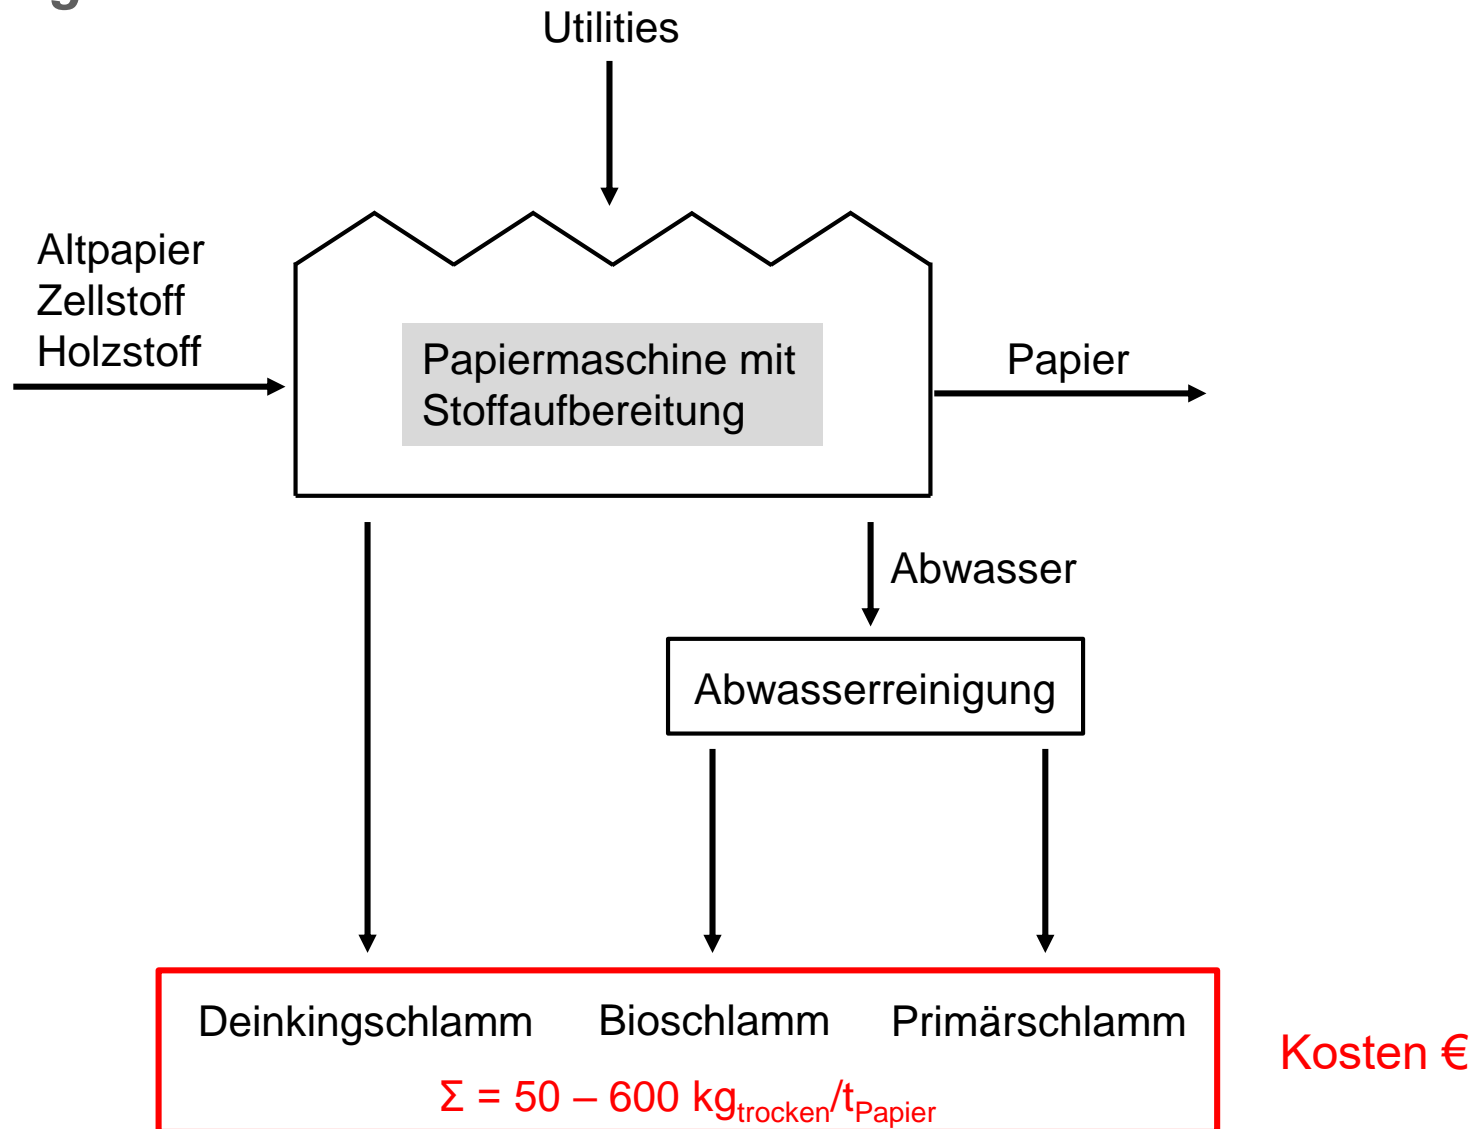 Utilities
Altpapier
Zellstoff
Holzstoff
Papiermaschine mit
Stoffaufbereitung
Papier
Abwasser
Abwasserreinigung
Deinkingschlamm Bioschlamm Primärschlamm
Kosten €
Σ = 50 – 600 kgtrocken/tPapier